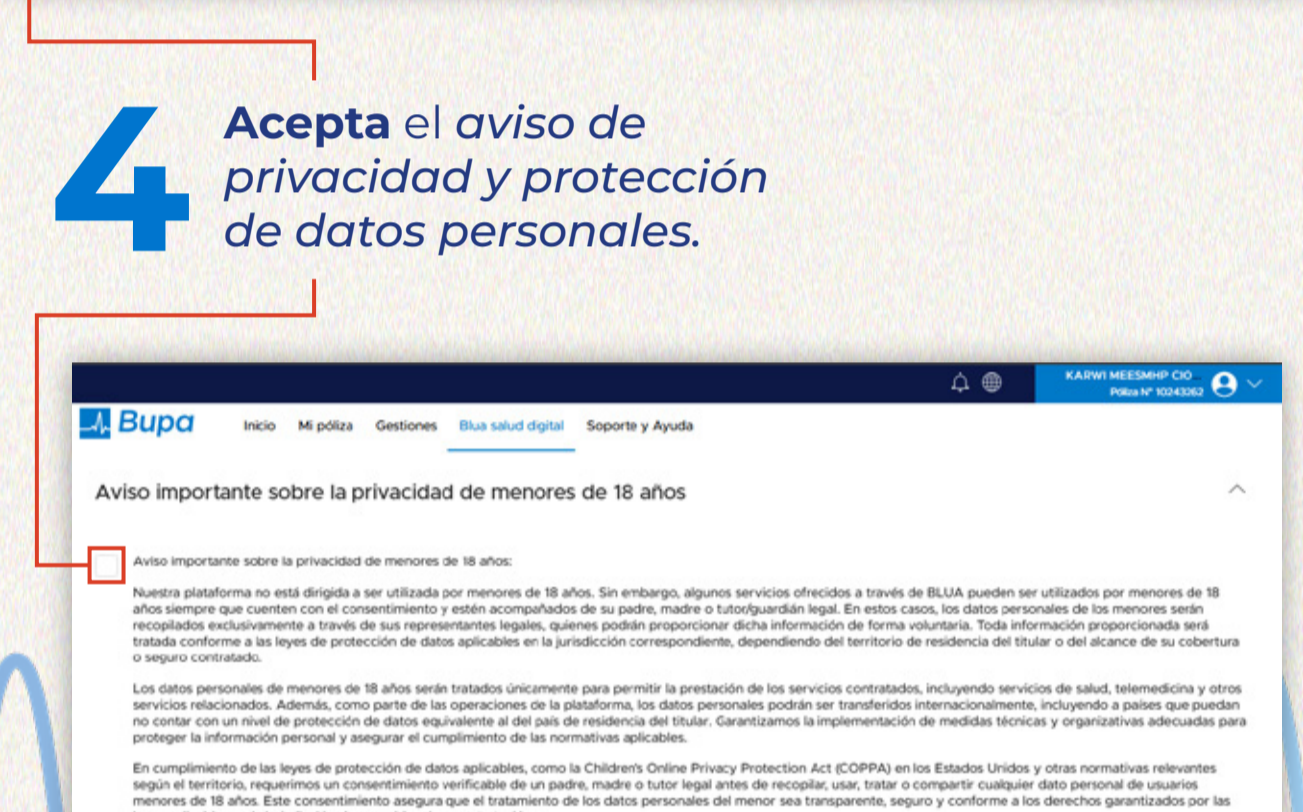 4
Acepta el aviso de
privacidad y protección
de datos personales.
KARWI MEESMHP CIO...
Póliza N° 10243262
Bupa
Inicio Mi póliza Gestiones Blua salud digital Soporte y Ayuda
Aviso importante sobre la privacidad de menores de 18 años
Aviso importante sobre la privacidad de menores de 18 años:
Nuestra plataforma no está dirigida a ser utilizada por menores de 18 años. Sin embargo, algunos servicios ofrecidos a través de BLUA pueden ser utilizados por menores de 18
años siempre que cuenten con el consentimiento y estén acompañados de su padre, madre o tutor/guardián legal. En estos casos, los datos personales de los menores serán
recopilados exclusivamente a través de sus representantes legales, quienes podrán proporcionar dicha información de forma voluntaria. Toda información proporcionada será
tratada conforme a las leyes de protección de datos aplicables en la jurisdicción correspondiente, dependiendo del territorio de residencia del titular o del alcance de su cobertura
o seguro contratado.
Los datos personales de menores de 18 años serán tratados únicamente para permitir la prestación de los servicios contratados, incluyendo servicios de salud, telemedicina y otros
servicios relacionados. Además, como parte de las operaciones de la plataforma, los datos personales podrán ser transferidos internacionalmente, incluyendo a países que puedan
no contar con un nivel de protección de datos equivalente al del país de residencia del titular. Garantizamos la implementación de medidas técnicas y organizativas adecuadas para
proteger la información personal y asegurar el cumplimiento de las normativas aplicables.
En cumplimiento de las leyes de protección de datos aplicables, como la Children's Online Privacy Protection Act (COPPA) en los Estados Unidos y otras normativas relevantes
según el territorio, requerimos un consentimiento verificable de un padre, madre o tutor legal antes de recopilar, usar, tratar o compartir cualquier dato personal de usuarios
menores de 18 años. Este consentimiento asegura que el tratamiento de los datos personales del menor sea transparente, seguro y conforme a los derechos garantizados por las